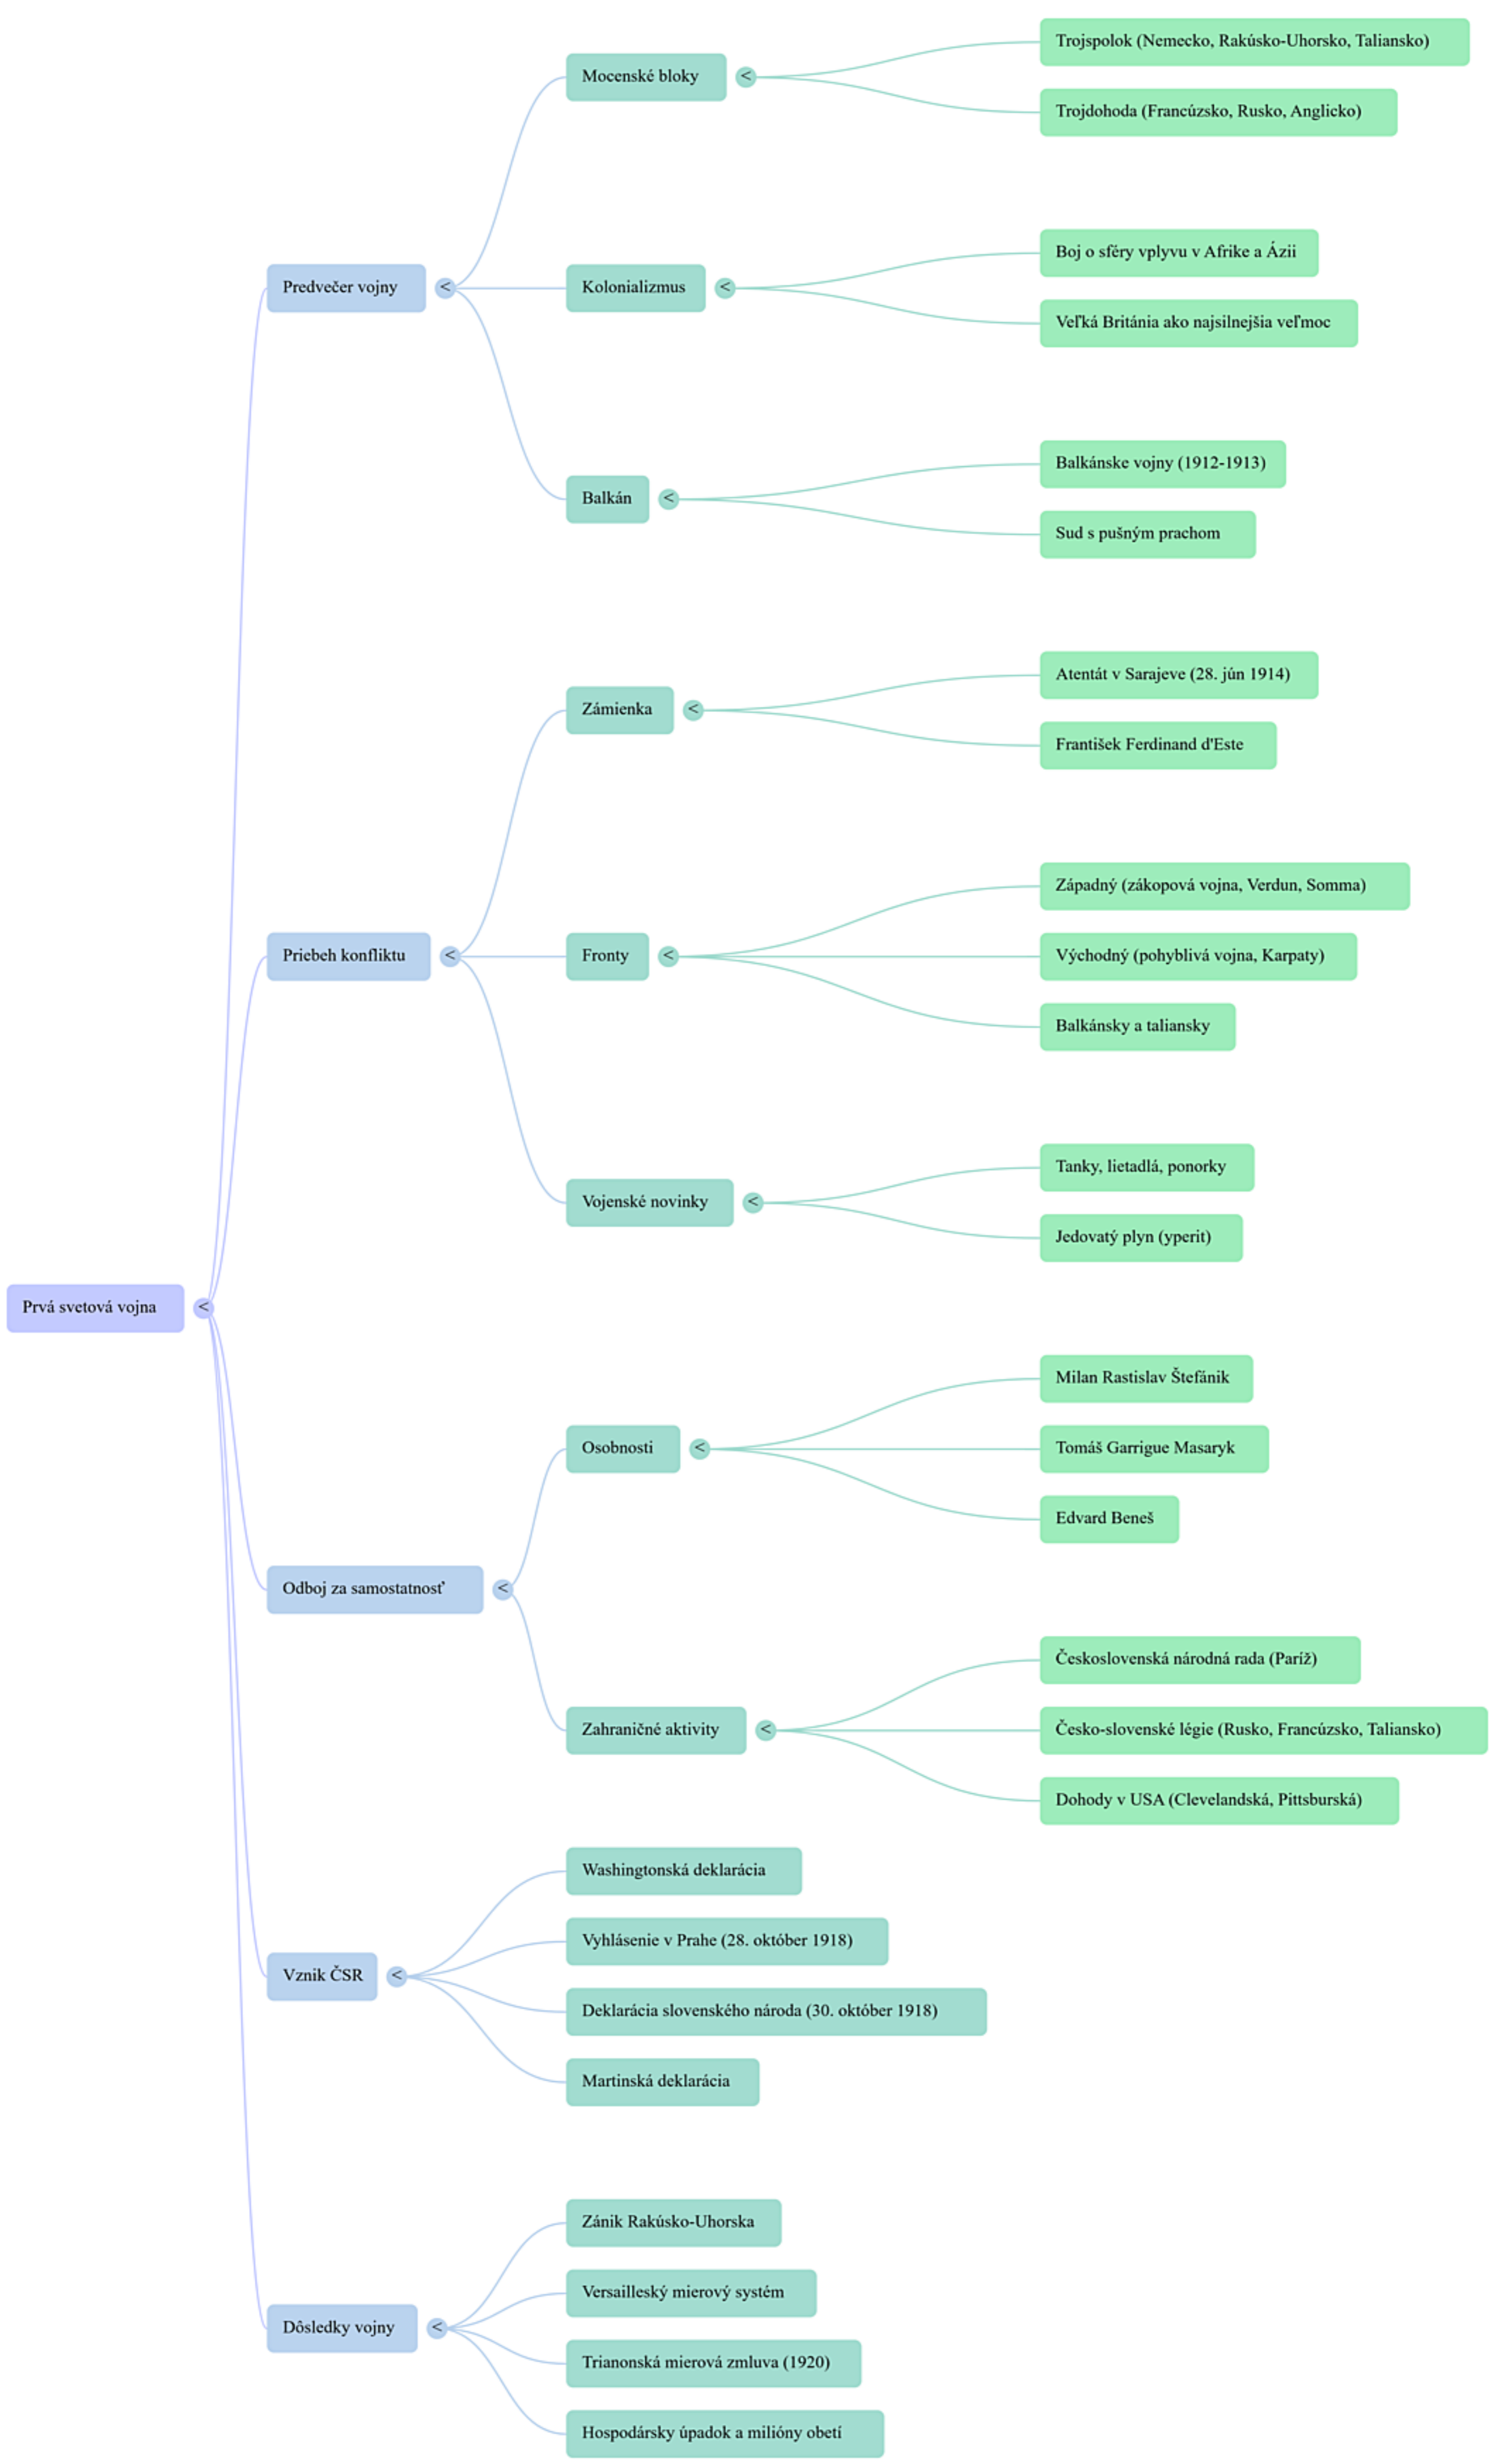 Prvá svetová vojna
<
Predvečer vojny
<
Mocenské bloky
<
Trojspolok (Nemecko, Rakúsko-Uhorsko, Taliansko)
Trojdohoda (Francúzsko, Rusko, Anglicko)
Kolonializmus
<
Boj o sféry vplyvu v Afrike a Ázii
Veľká Británia ako najsilnejšia veľmoc
Balkán
<
Balkánske vojny (1912-1913)
Sud s pušným prachom
Priebeh konfliktu
<
Zámienka
<
Atentát v Sarajeve (28. jún 1914)
František Ferdinand d'Este
Fronty
<
Západný (zákopová vojna, Verdun, Somma)
Východný (pohyblivá vojna, Karpaty)
Balkánsky a taliansky
Vojenské novinky
<
Tanky, lietadlá, ponorky
Jedovatý plyn (yperit)
Odboj za samostatnosť
<
Osobnosti
<
Milan Rastislav Štefánik
Tomáš Garrigue Masaryk
Edvard Beneš
Zahraničné aktivity
<
Československá národná rada (Paríž)
Česko-slovenské légie (Rusko, Francúzsko, Taliansko)
Dohody v USA (Clevelandská, Pittsburská)
Vznik ČSR
<
Washingtonská deklarácia
Vyhlásenie v Prahe (28. október 1918)
Deklarácia slovenského národa (30. október 1918)
Martinská deklarácia
Dôsledky vojny
<
Zánik Rakúsko-Uhorska
Versailleský mierový systém
Trianonská mierová zmluva (1920)
Hospodársky úpadok a milióny obetí